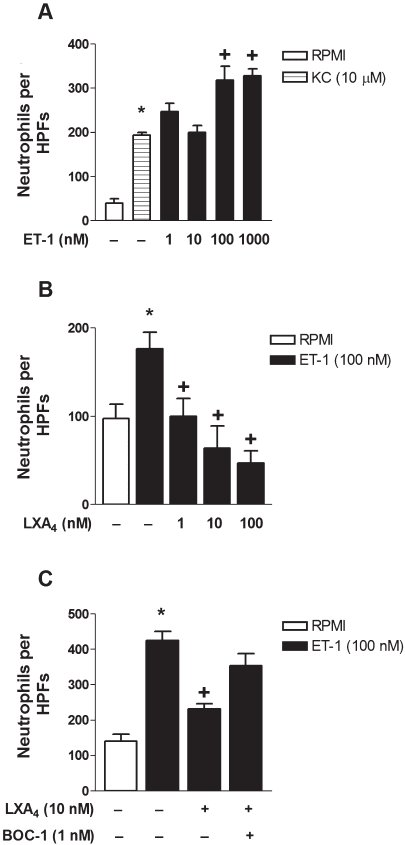 A
Neutrophils per HPFs
400
300
200
100
0
*
+
+
RPMI
KC (10 µM)
ET-1 (nM) – – 1 10 100 1000
B
Neutrophils per HPFs
200
100
0
*
+
+
+
RPMI
ET-1 (100 nM)
LXA₄ (nM) – – 1 10 100
C
Neutrophils per HPFs
500
400
300
200
100
0
*
+
RPMI
ET-1 (100 nM)
LXA₄ (10 nM) – – + +
BOC-1 (1 nM) – – – +